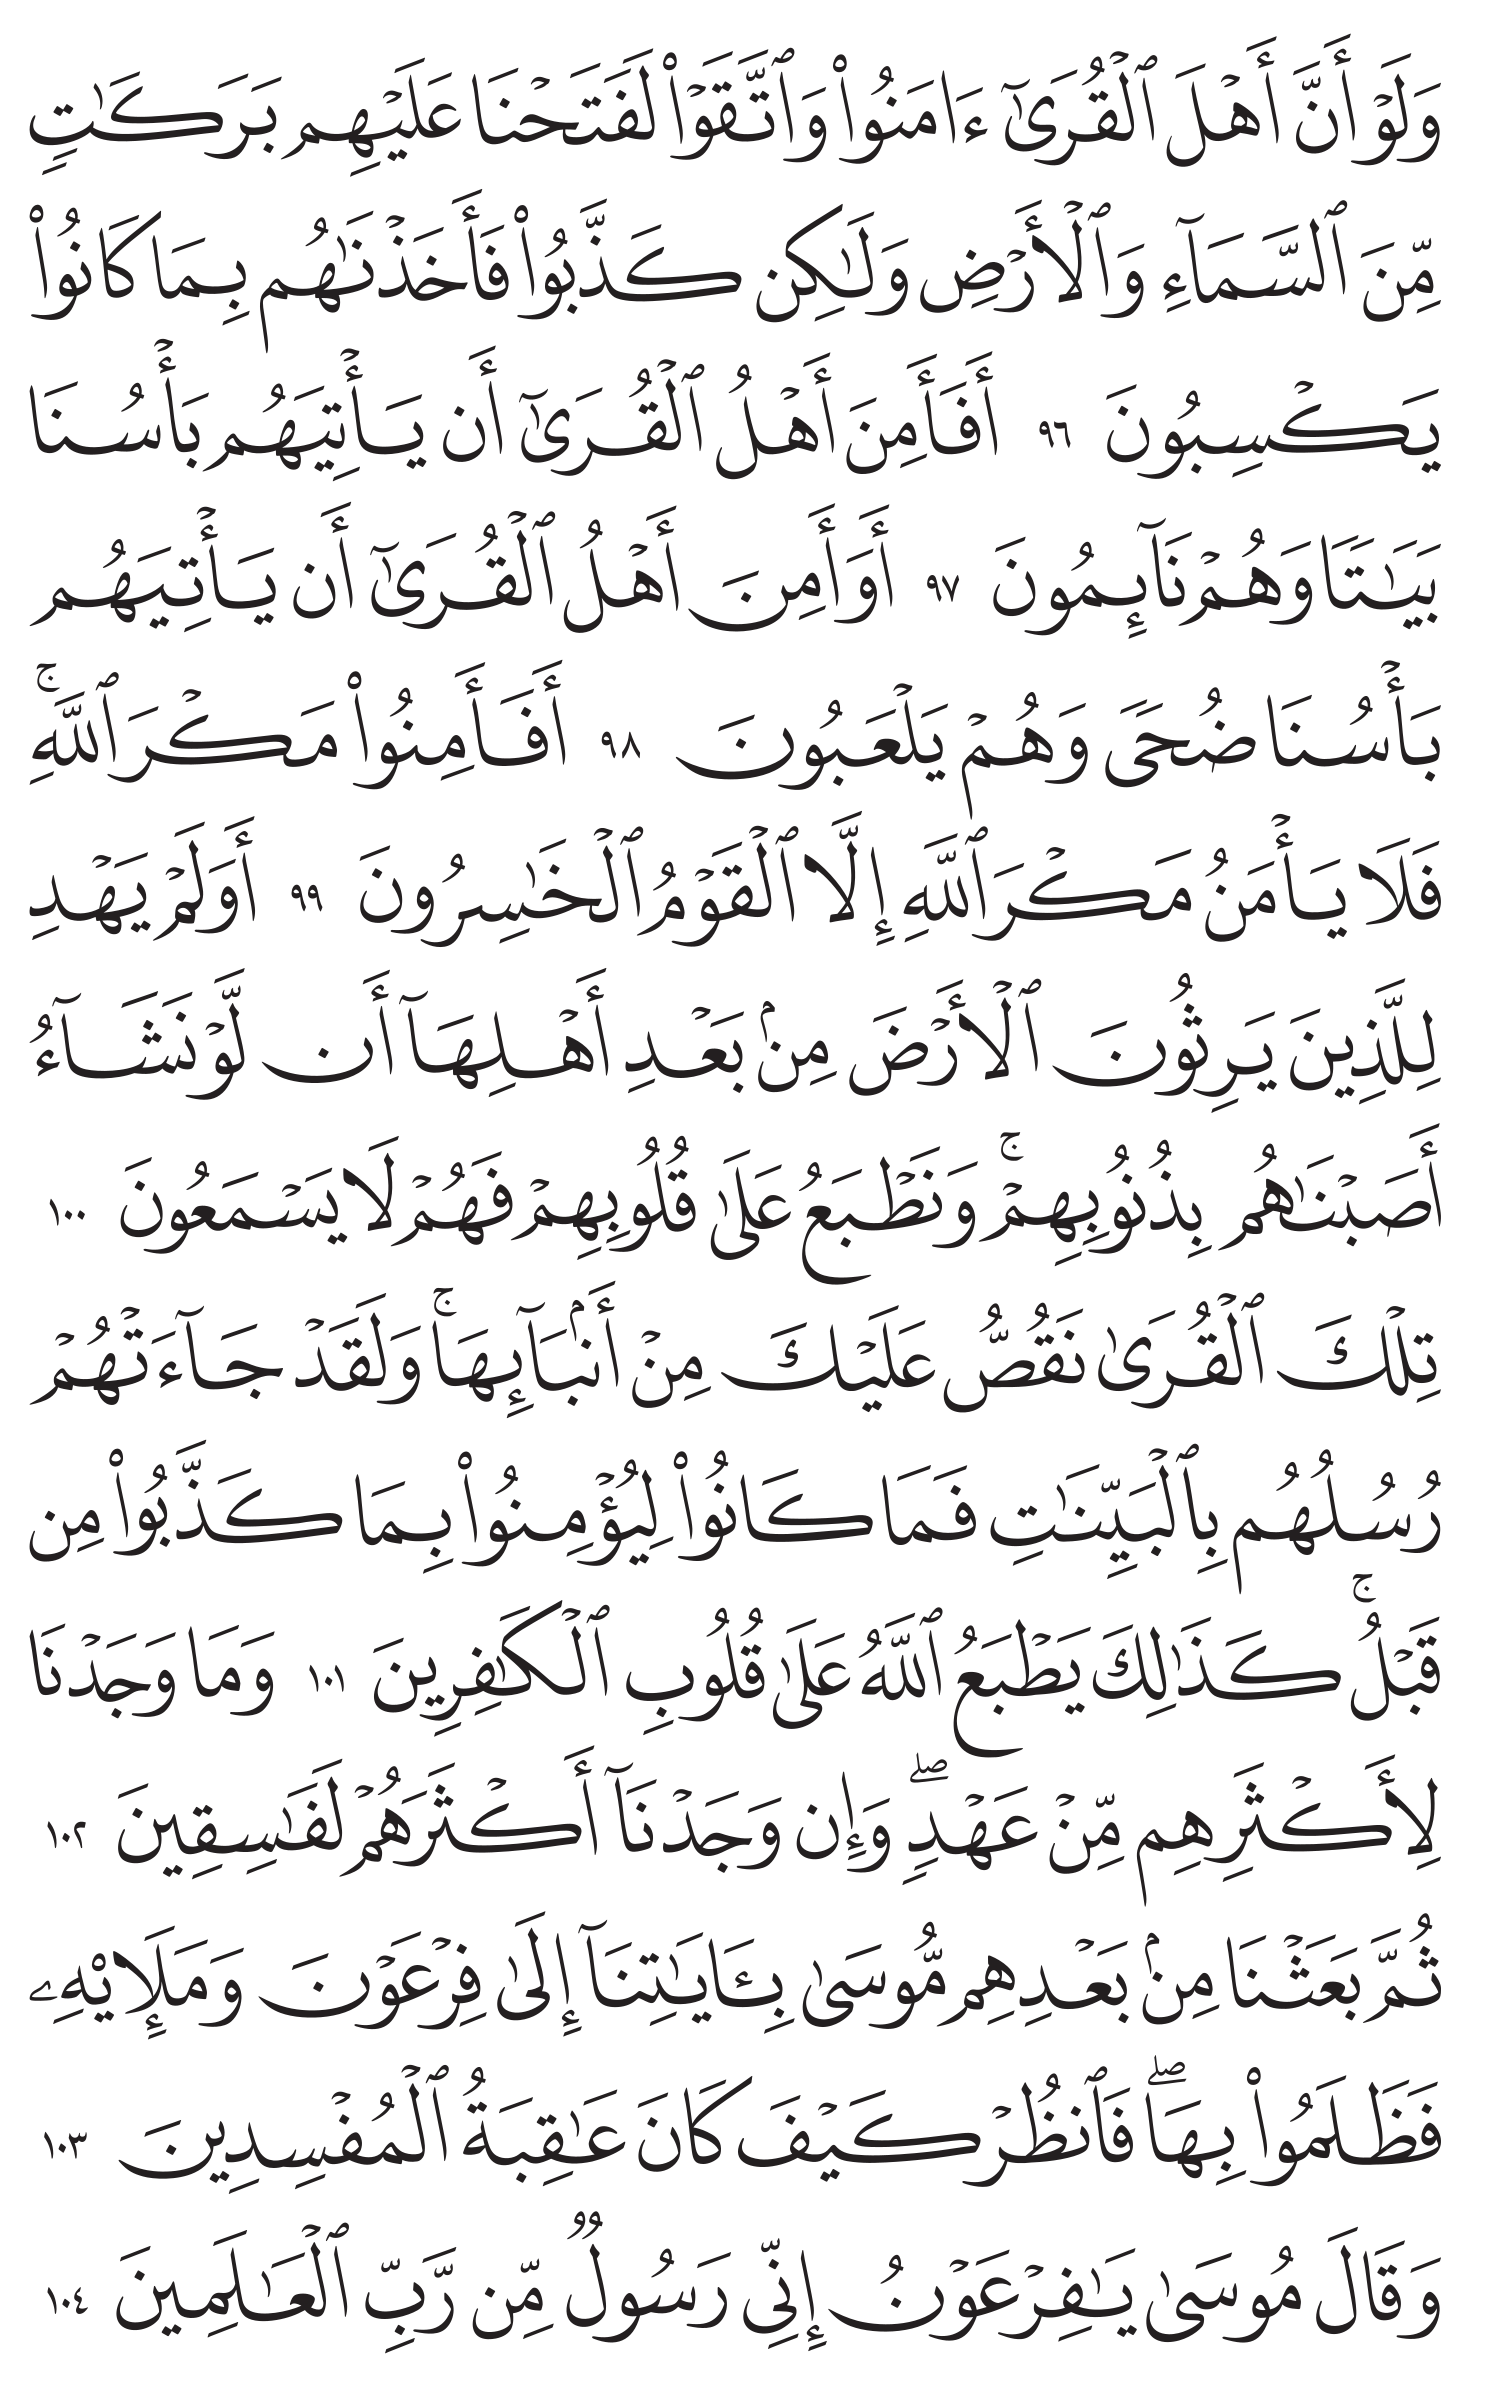 وَلَوۡ أَنَّ أَهۡلَ ٱلۡقُرَىٰٓ ءَامَنُواْ وَٱتَّقَوۡاْ لَفَتَحۡنَا عَلَيۡهِم بَرَكَٰتٖ
مِّنَ ٱلسَّمَآءِ وَٱلۡأَرۡضِ وَلَٰكِن كَذَّبُواْ فَأَخَذۡنَٰهُم بِمَا كَانُواْ
يَكۡسِبُونَ ٩٦ أَفَأَمِنَ أَهۡلُ ٱلۡقُرَىٰٓ أَن يَأۡتِيَهُم بَأۡسُنَا
بَيَٰتٗا وَهُمۡ نَآئِمُونَ ٩٧ أَوَأَمِنَ أَهۡلُ ٱلۡقُرَىٰٓ أَن يَأۡتِيَهُم
بَأۡسُنَا ضُحٗى وَهُمۡ يَلۡعَبُونَ ٩٨ أَفَأَمِنُواْ مَكۡرَ ٱللَّهِۚ
فَلَا يَأۡمَنُ مَكۡرَ ٱللَّهِ إِلَّا ٱلۡقَوۡمُ ٱلۡخَٰسِرُونَ ٩٩ أَوَلَمۡ يَهۡدِ
لِلَّذِينَ يَرِثُونَ ٱلۡأَرۡضَ مِنۢ بَعۡدِ أَهۡلِهَآ أَن لَّوۡ نَشَآءُ
أَصَبۡنَٰهُم بِذُنُوبِهِمۡۚ وَنَطۡبَعُ عَلَىٰ قُلُوبِهِمۡ فَهُمۡ لَا يَسۡمَعُونَ ١٠٠
تِلۡكَ ٱلۡقُرَىٰ نَقُصُّ عَلَيۡكَ مِنۡ أَنۢبَآئِهَاۚ وَلَقَدۡ جَآءَتۡهُمۡ
رُسُلُهُم بِٱلۡبَيِّنَٰتِ فَمَا كَانُواْ لِيُؤۡمِنُواْ بِمَا كَذَّبُواْ مِن
قَبۡلُۚ كَذَٰلِكَ يَطۡبَعُ ٱللَّهُ عَلَىٰ قُلُوبِ ٱلۡكَٰفِرِينَ ١٠١ وَمَا وَجَدۡنَا
لِأَكۡثَرِهِم مِّنۡ عَهۡدٖۖ وَإِن وَجَدۡنَآ أَكۡثَرَهُمۡ لَفَٰسِقِينَ ١٠٢
ثُمَّ بَعَثۡنَا مِنۢ بَعۡدِهِم مُّوسَىٰ بِـَٔايَٰتِنَآ إِلَىٰ فِرۡعَوۡنَ وَمَلَإِيْهِۦ
فَظَلَمُواْ بِهَاۖ فَٱنظُرۡ كَيۡفَ كَانَ عَٰقِبَةُ ٱلۡمُفۡسِدِينَ ١٠٣
وَقَالَ مُوسَىٰ يَٰفِرۡعَوۡنُ إِنِّي رَسُولٞ مِّن رَّبِّ ٱلۡعَٰلَمِينَ ١٠٤